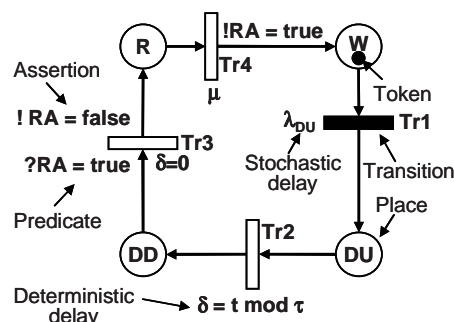 R
!RA = true
W
Tr4
μ
Assertion
! RA = false
Token
λDU
Tr1
Tr3
δ=0
Stochastic
delay
Transition
?RA = true
Predicate
Place
Tr2
DD
DU
Deterministic
delay
δ = t mod τ